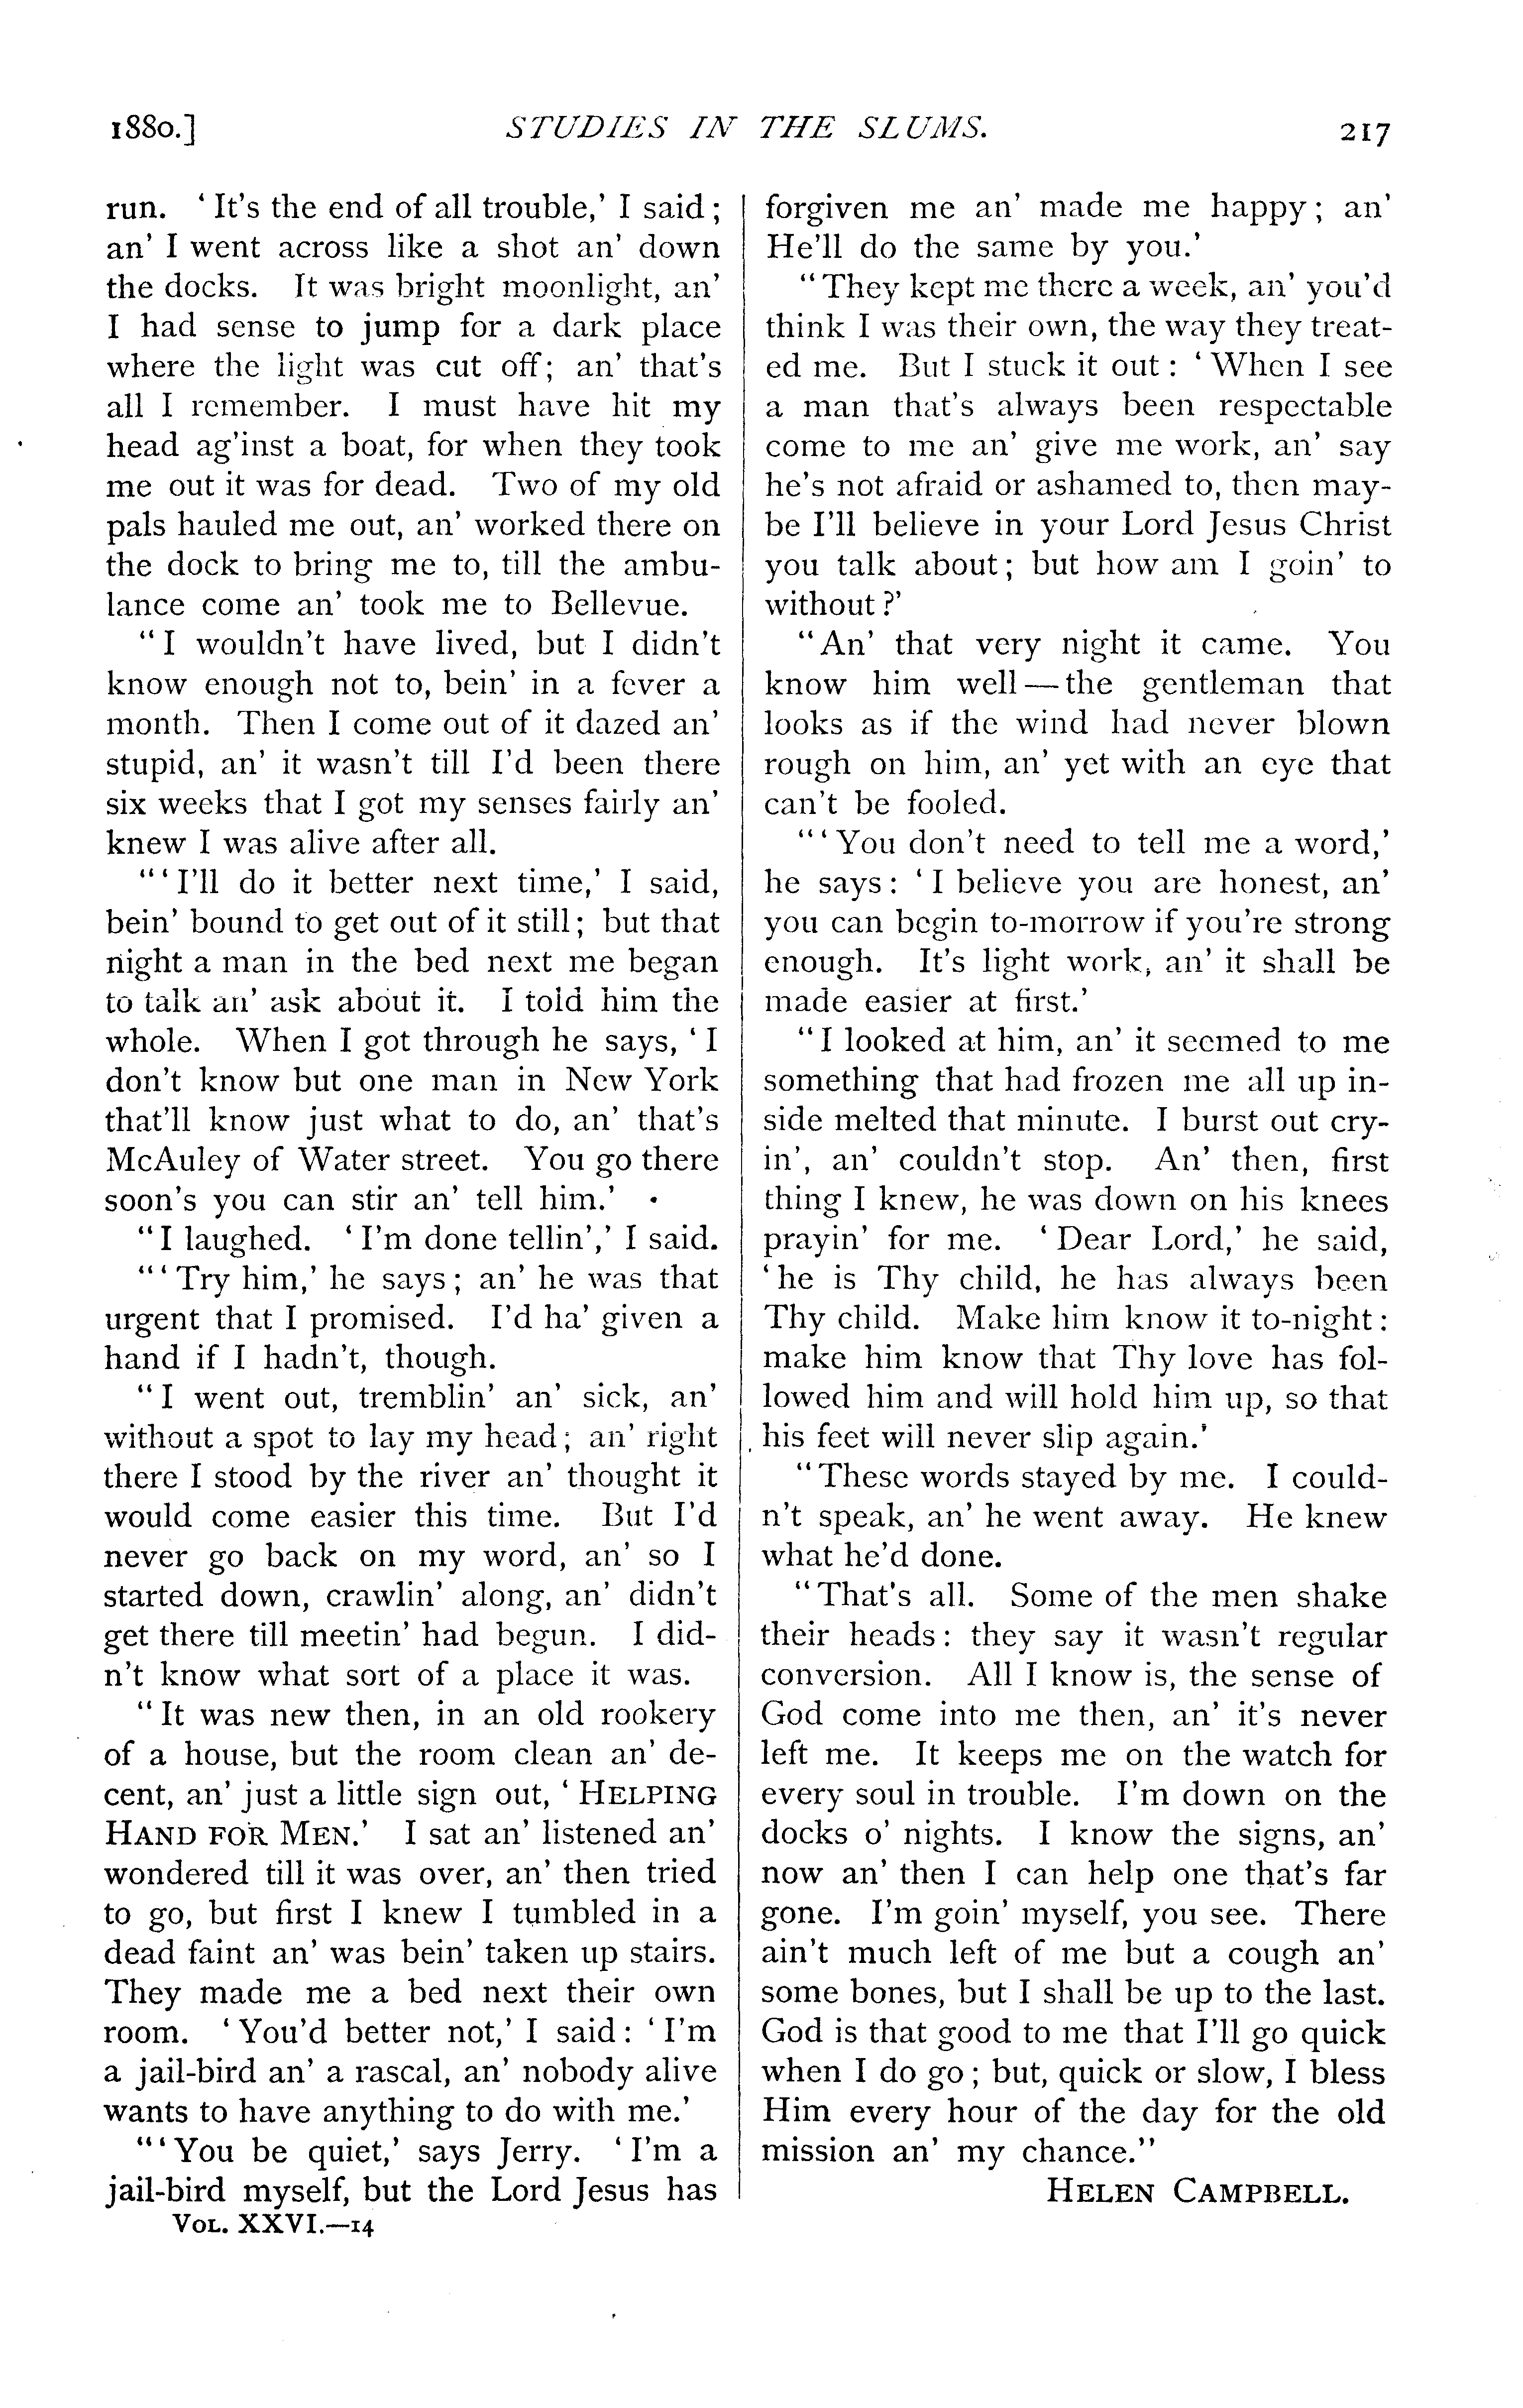 1880.] STUDIES IN THE SLUMS. 217
run. ‘ It's the end of all trouble,’ I said ;
an’ I went across like a shot an’ down
the docks. It was bright moonlight, an’
I had sense to jump for a dark place
where the light was cut off ; an’ that's
all I remember. I must have hit my
head ag'inst a boat, for when they took
me out it was for dead. Two of my old
pals hauled me out, an’ worked there on
the dock to bring me to, till the ambu-
lance come an’ took me to Bellevue.
“ I wouldn't have lived, but I didn't
know enough not to, bein’ in a fever a
month. Then I come out of it dazed an’
stupid, an’ it wasn't till I'd been there
six weeks that I got my senses fairly an’
knew I was alive after all.
“ ‘ I'll do it better next time,’ I said,
bein’ bound to get out of it still ; but that
night a man in the bed next me began
to talk an’ ask about it. I told him the
whole. When I got through he says, ‘ I
don't know but one man in New York
that'll know just what to do, an’ that's
McAuley of Water street. You go there
soon's you can stir an’ tell him.’
“ I laughed. ‘ I'm done tellin’,’ I said.
“ ‘ Try him,’ he says ; an’ he was that
urgent that I promised. I'd ha’ given a
hand if I hadn't, though.
“ I went out, tremblin’ an’ sick, an’
without a spot to lay my head ; an’ right
there I stood by the river an’ thought it
would come easier this time. But I'd
never go back on my word, an’ so I
started down, crawlin’ along, an’ didn't
get there till meetin’ had begun. I did-
n't know what sort of a place it was.
“ It was new then, in an old rookery
of a house, but the room clean an’ de-
cent, an’ just a little sign out, ‘ HELPING
HAND FOR MEN.’ I sat an’ listened an’
wondered till it was over, an’ then tried
to go, but first I knew I tumbled in a
dead faint an’ was bein’ taken up stairs.
They made me a bed next their own
room. ‘ You'd better not,’ I said : ‘ I'm
a jail-bird an’ a rascal, an’ nobody alive
wants to have anything to do with me.’
“ ‘ You be quiet,’ says Jerry. ‘ I'm a
jail-bird myself, but the Lord Jesus has
VOL. XXVI.—14
forgiven me an’ made me happy ; an’
He'll do the same by you.’
“ They kept me there a week, an’ you'd
think I was their own, the way they treat-
ed me. But I stuck it out : ‘ When I see
a man that's always been respectable
come to me an’ give me work, an’ say
he's not afraid or ashamed to, then may-
be I'll believe in your Lord Jesus Christ
you talk about ; but how am I goin’ to
without ?’
“ An’ that very night it came. You
know him well — the gentleman that
looks as if the wind had never blown
rough on him, an’ yet with an eye that
can't be fooled.
“ ‘ You don't need to tell me a word,’
he says : ‘ I believe you are honest, an’
you can begin to-morrow if you're strong
enough. It's light work, an’ it shall be
made easier at first.’
“ I looked at him, an’ it seemed to me
something that had frozen me all up in-
side melted that minute. I burst out cry-
in’, an’ couldn't stop. An’ then, first
thing I knew, he was down on his knees
prayin’ for me. ‘ Dear Lord,’ he said,
‘ he is Thy child, he has always been
Thy child. Make him know it to-night :
make him know that Thy love has fol-
lowed him and will hold him up, so that
his feet will never slip again.’
“ These words stayed by me. I could-
n't speak, an’ he went away. He knew
what he'd done.
“ That's all. Some of the men shake
their heads : they say it wasn't regular
conversion. All I know is, the sense of
God come into me then, an’ it's never
left me. It keeps me on the watch for
every soul in trouble. I'm down on the
docks o’ nights. I know the signs, an’
now an’ then I can help one that's far
gone. I'm goin’ myself, you see. There
ain't much left of me but a cough an’
some bones, but I shall be up to the last.
God is that good to me that I'll go quick
when I do go ; but, quick or slow, I bless
Him every hour of the day for the old
mission an’ my chance.”
HELEN CAMPBELL.